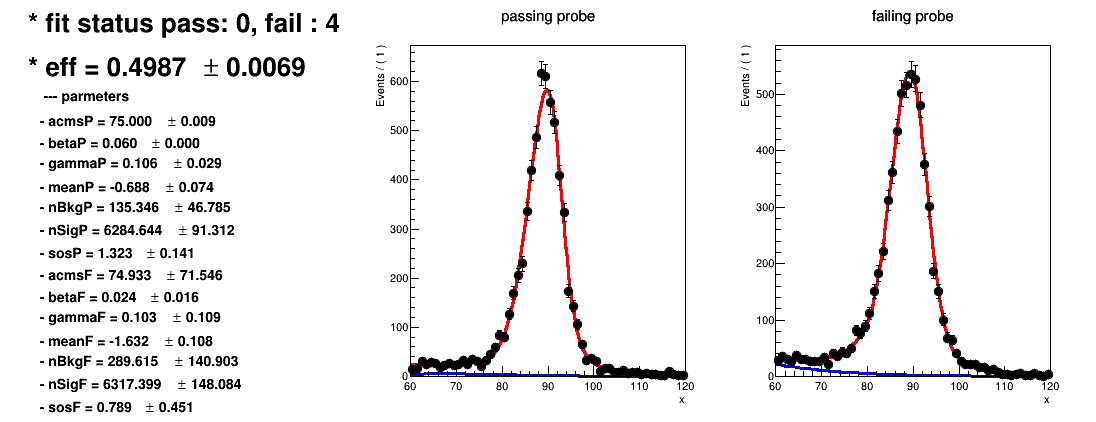 * fit status pass: 0, fail : 4
* eff = 0.4987 ± 0.0069
--- parmeters
- acmsP = 75.000 ± 0.009
- betaP = 0.060 ± 0.000
- gammaP = 0.106 ± 0.029
- meanP = -0.688 ± 0.074
- nBkgP = 135.346 ± 46.785
- nSigP = 6284.644 ± 91.312
- sosP = 1.323 ± 0.141
- acmsF = 74.933 ± 71.546
- betaF = 0.024 ± 0.016
- gammaF = 0.103 ± 0.109
- meanF = -1.632 ± 0.108
- nBkgF = 289.615 ± 140.903
- nSigF = 6317.399 ± 148.084
- sosF = 0.789 ± 0.451
passing probe
Events / ( 1 )
600
500
400
300
200
100
0
60 70 80 90 100 110 120
x
failing probe
Events / ( 1 )
500
400
300
200
100
0
60 70 80 90 100 110 120
x